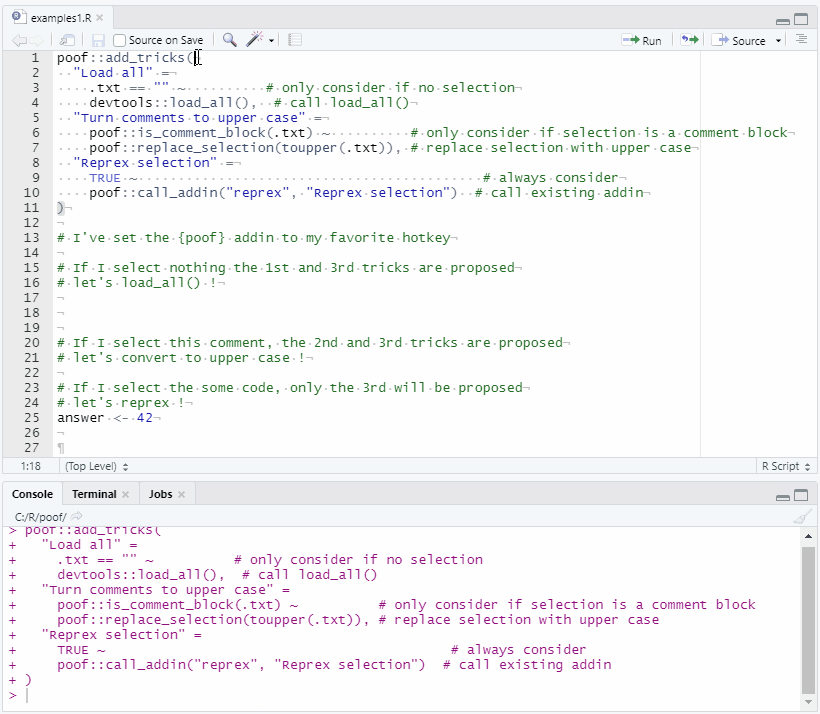 examples1.R
Source on Save Run Source
1 poof::add_tricks(
2 "Load all" =
3 .txt == "" ~ # only consider if no selection
4 devtools::load_all(), # call load_all()
5 "Turn comments to upper case" =
6 poof::is_comment_block(.txt) ~ # only consider if selection is a comment block
7 poof::replace_selection(toupper(.txt)), # replace selection with upper case
8 "Reprex selection" =
9 TRUE ~ # always consider
10 poof::call_addin("reprex", "Reprex selection") # call existing addin
11 )
12
13 # I've set the {poof} addin to my favorite hotkey
14
15 # If I select nothing the 1st and 3rd tricks are proposed
16 # let's load_all() !
17
18
19
20 # If I select this comment, the 2nd and 3rd tricks are proposed
21 # let's convert to upper case !
22
23 # If I select the some code, only the 3rd will be proposed
24 # let's reprex !
25 answer <- 42
26
27
1:18 (Top Level) R Script
Console Terminal Jobs
C:/R/poof/
> poof::add_tricks(
+ "Load all" =
+ .txt == "" ~ # only consider if no selection
+ devtools::load_all(), # call load_all()
+ "Turn comments to upper case" =
+ poof::is_comment_block(.txt) ~ # only consider if selection is a comment block
+ poof::replace_selection(toupper(.txt)), # replace selection with upper case
+ "Reprex selection" =
+ TRUE ~ # always consider
+ poof::call_addin("reprex", "Reprex selection") # call existing addin
+ )
>